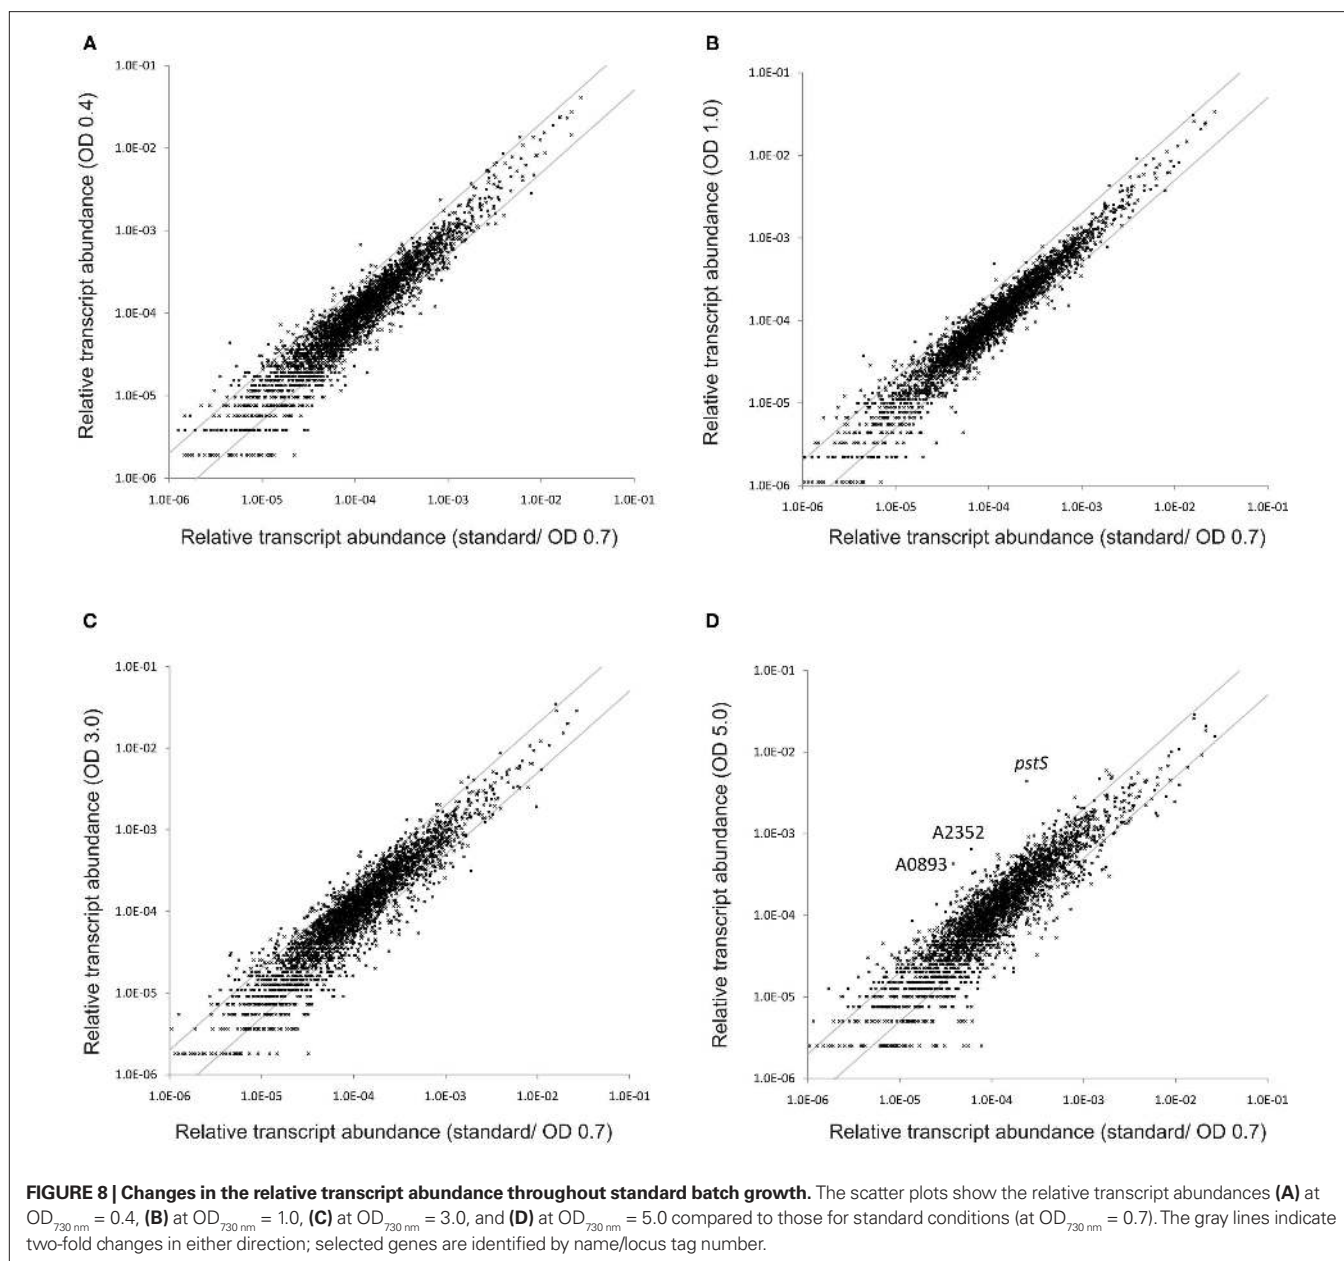 A
1.0E-01
1.0E-02
1.0E-03
1.0E-04
1.0E-05
1.0E-06
Relative transcript abundance (OD 0.4)
1.0E-06 1.0E-05 1.0E-04 1.0E-03 1.0E-02 1.0E-01
Relative transcript abundance (standard/ OD 0.7)
B
1.0E-01
1.0E-02
1.0E-03
1.0E-04
1.0E-05
1.0E-06
Relative transcript abundance (OD 1.0)
1.0E-06 1.0E-05 1.0E-04 1.0E-03 1.0E-02 1.0E-01
Relative transcript abundance (standard/ OD 0.7)
C
1.0E-01
1.0E-02
1.0E-03
1.0E-04
1.0E-05
1.0E-06
Relative transcript abundance (OD 3.0)
1.0E-06 1.0E-05 1.0E-04 1.0E-03 1.0E-02 1.0E-01
Relative transcript abundance (standard/ OD 0.7)
D
1.0E-01
1.0E-02
1.0E-03
1.0E-04
1.0E-05
1.0E-06
Relative transcript abundance (OD 5.0)
pstS
A2352
A0893
1.0E-06 1.0E-05 1.0E-04 1.0E-03 1.0E-02 1.0E-01
Relative transcript abundance (standard/ OD 0.7)
FIGURE 8 | Changes in the relative transcript abundance throughout standard batch growth. The scatter plots show the relative transcript abundances (A) at
OD730 nm = 0.4, (B) at OD730 nm = 1.0, (C) at OD730 nm = 3.0, and (D) at OD730 nm = 5.0 compared to those for standard conditions (at OD730 nm = 0.7). The gray lines indicate
two-fold changes in either direction; selected genes are identified by name/locus tag number.